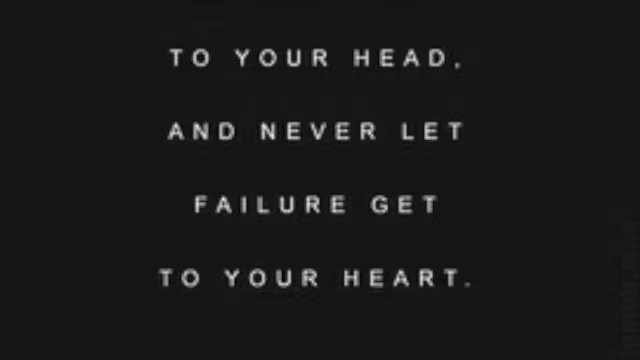 TO YOUR HEAD,
AND NEVER LET
FAILURE GET
TO YOUR HEART.